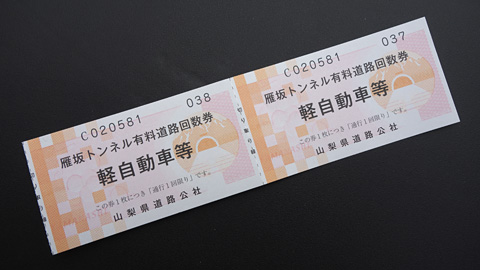 C020581 038
雁坂トンネル有料道路回数券
軽自動車等
この券1枚につき「通行1回限り」です。
山梨県道路公社
C020581 037
雁坂トンネル有料道路回数券
軽自動車等
この券1枚につき「通行1回限り」です。
山梨県道路公社